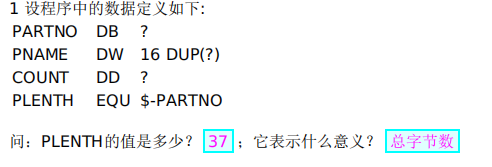 1 设程序中的数据定义如下:
PARTNO DB ?
PNAME DW 16 DUP(?)
COUNT DD ?
PLENTH EQU $-PARTNO
问：PLENTH的值是多少？ 37 ；它表示什么意义？ 总字节数